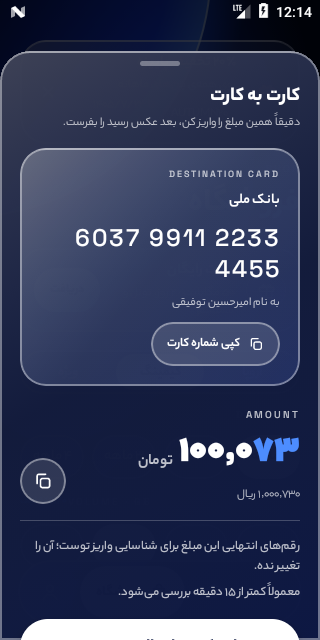 12:14
LTE
کارت به کارت
دقیقاً همین مبلغ را واریز کن، بعد عکس رسید را بفرست.
DESTINATION CARD
بانک ملی
6037 9911 2233
4455
به نام امیرحسین توفیقی
کپی شماره کارت
AMOUNT
۱۰۰,۰۷۳ تومان
۱,۰۰۰,۷۳۰ ریال
رقم‌های انتهایی این مبلغ برای شناسایی واریز توست؛ آن را
تغییر نده.
معمولاً کمتر از ۱۵ دقیقه بررسی می‌شود.